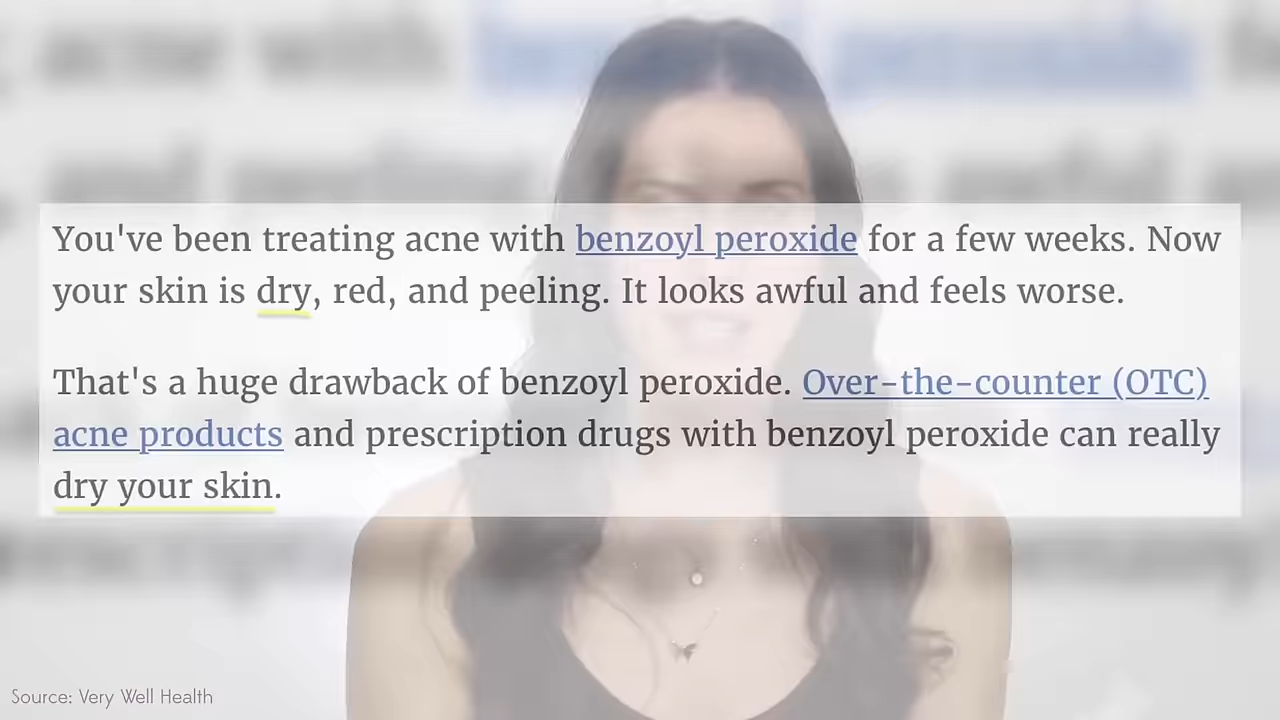 You've been treating acne with benzoyl peroxide for a few weeks. Now
your skin is dry, red, and peeling. It looks awful and feels worse.
That's a huge drawback of benzoyl peroxide. Over-the-counter (OTC)
acne products and prescription drugs with benzoyl peroxide can really
dry your skin.
Source: Very Well Health